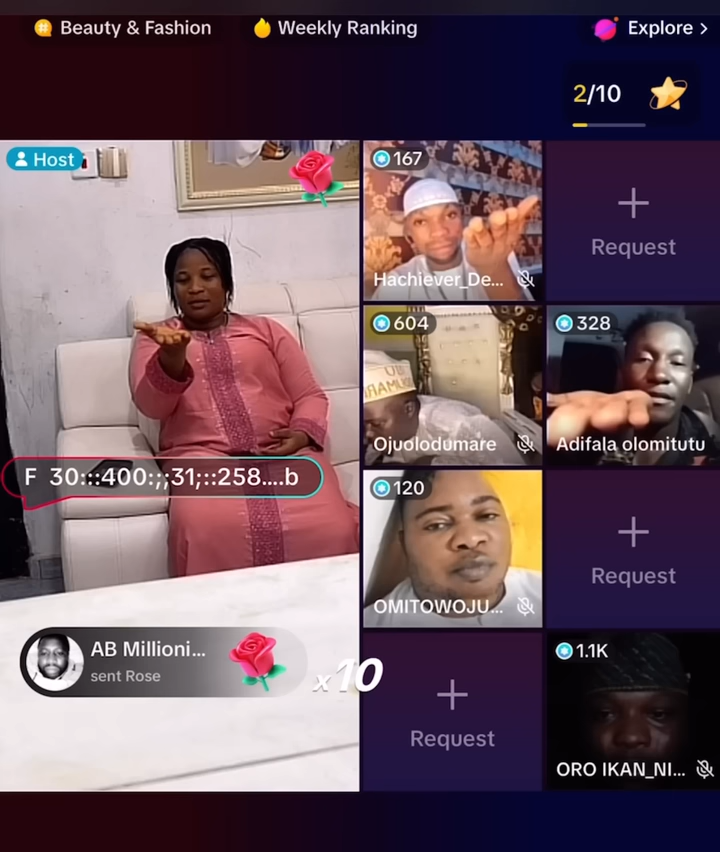 Beauty & Fashion
Weekly Ranking
Explore >
2/10
Host
167
Hachiever_De...
Request
604
Ojuolodumare
328
Adifala olomitutu
F 30:::400:;;31;::258....b
120
OMITOWOJU...
Request
AB Millioni...
sent Rose
x10
Request
1.1K
ORO IKAN_NI...